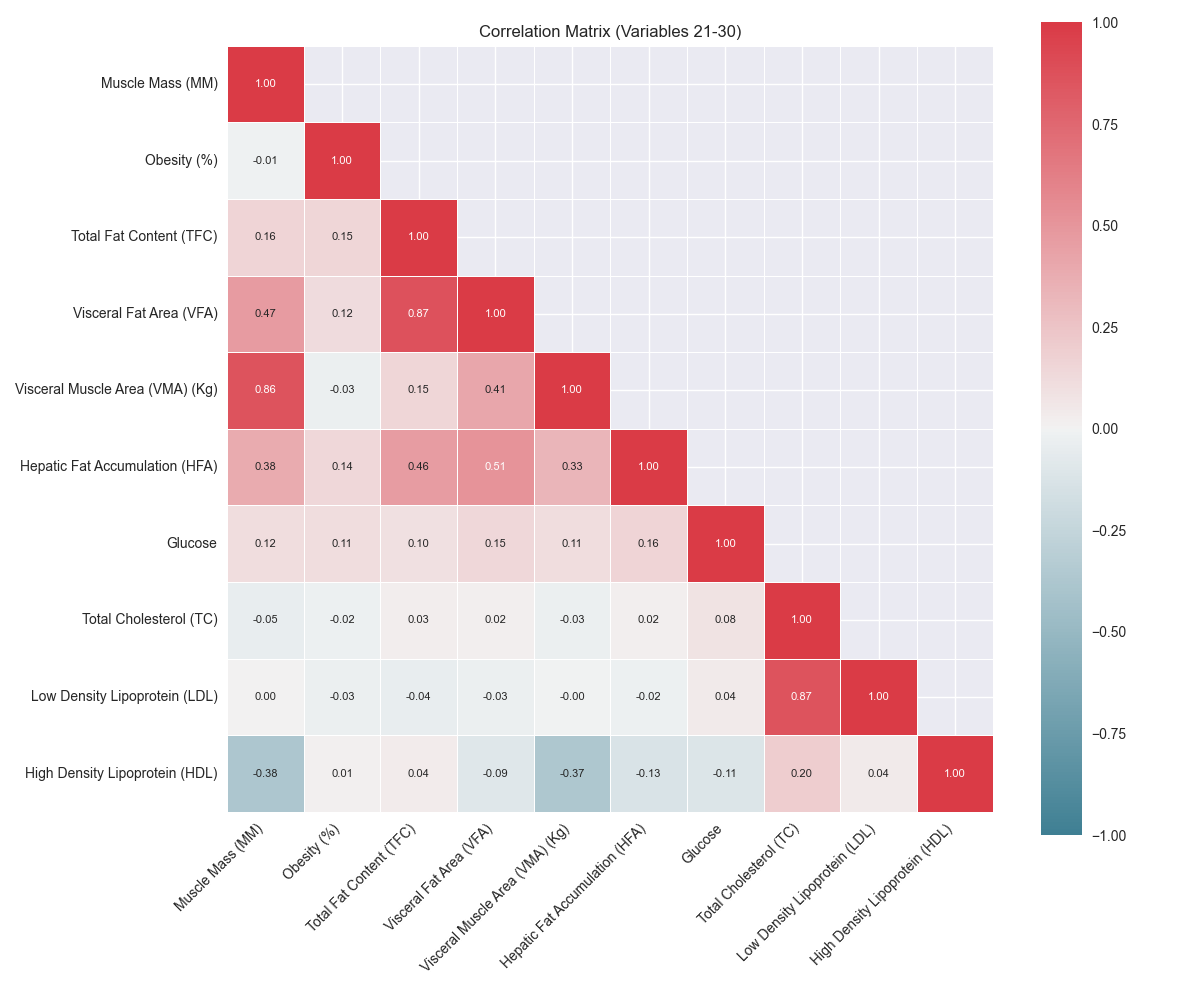 Correlation Matrix (Variables 21-30)
Muscle Mass (MM) 1.00
Obesity (%) -0.01 1.00
Total Fat Content (TFC) 0.16 0.15 1.00
Visceral Fat Area (VFA) 0.47 0.12 0.87 1.00
Visceral Muscle Area (VMA) (Kg) 0.86 -0.03 0.15 0.41 1.00
Hepatic Fat Accumulation (HFA) 0.38 0.14 0.46 0.51 0.33 1.00
Glucose 0.12 0.11 0.10 0.15 0.11 0.16 1.00
Total Cholesterol (TC) -0.05 -0.02 0.03 0.02 -0.03 0.02 0.08 1.00
Low Density Lipoprotein (LDL) 0.00 -0.03 -0.04 -0.03 -0.00 -0.02 0.04 0.87 1.00
High Density Lipoprotein (HDL) -0.38 0.01 0.04 -0.09 -0.37 -0.13 -0.11 0.20 0.04 1.00
Muscle Mass (MM)
Obesity (%)
Total Fat Content (TFC)
Visceral Fat Area (VFA)
Visceral Muscle Area (VMA) (Kg)
Hepatic Fat Accumulation (HFA)
Glucose
Total Cholesterol (TC)
Low Density Lipoprotein (LDL)
High Density Lipoprotein (HDL)
1.00
0.75
0.50
0.25
0.00
−0.25
−0.50
−0.75
−1.00